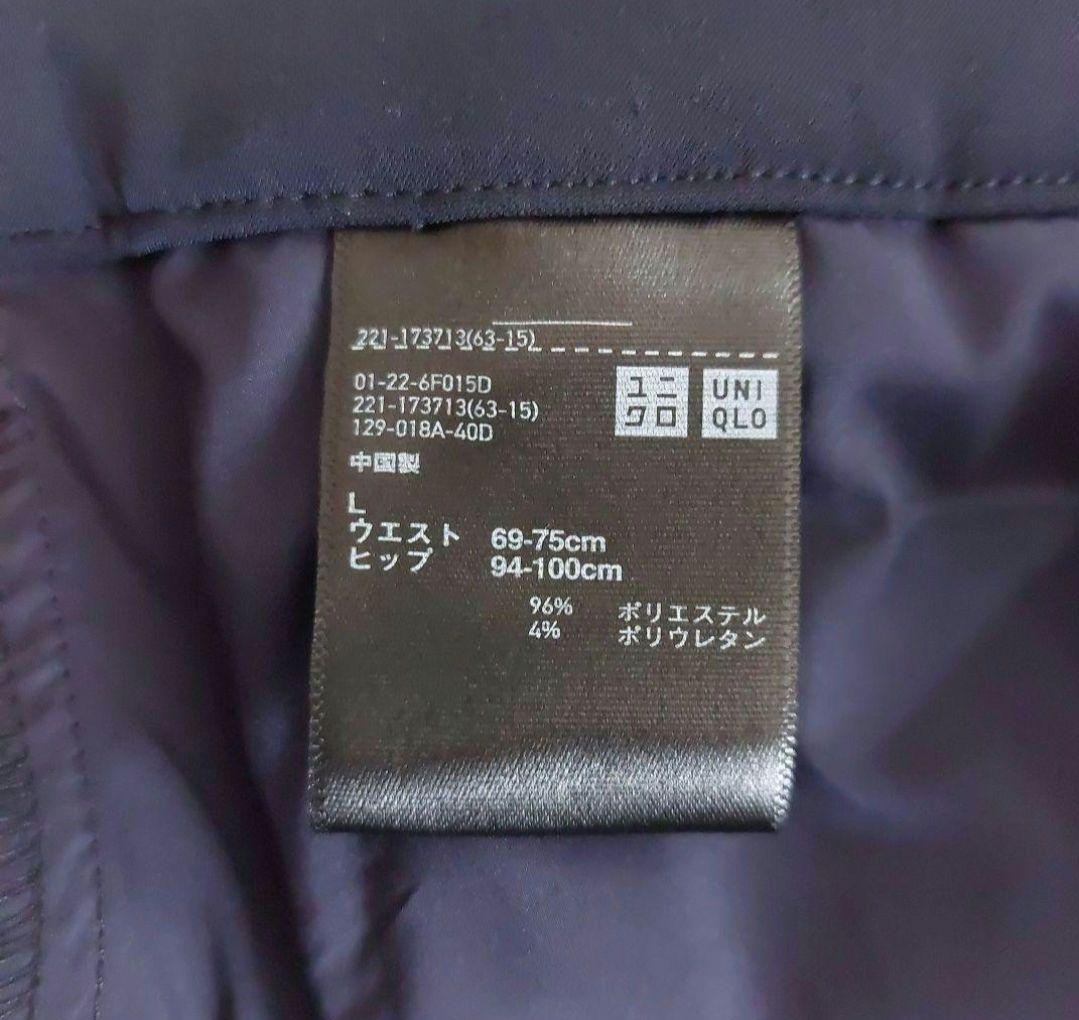 221-173713(63-15)
01-22-6F015D
221-173713(63-15)
129-018A-40D
ユニ
クロ
UNI
QLO
中国製
L
ウエスト 69-75cm
ヒップ 94-100cm
96% ポリエステル
4% ポリウレタン